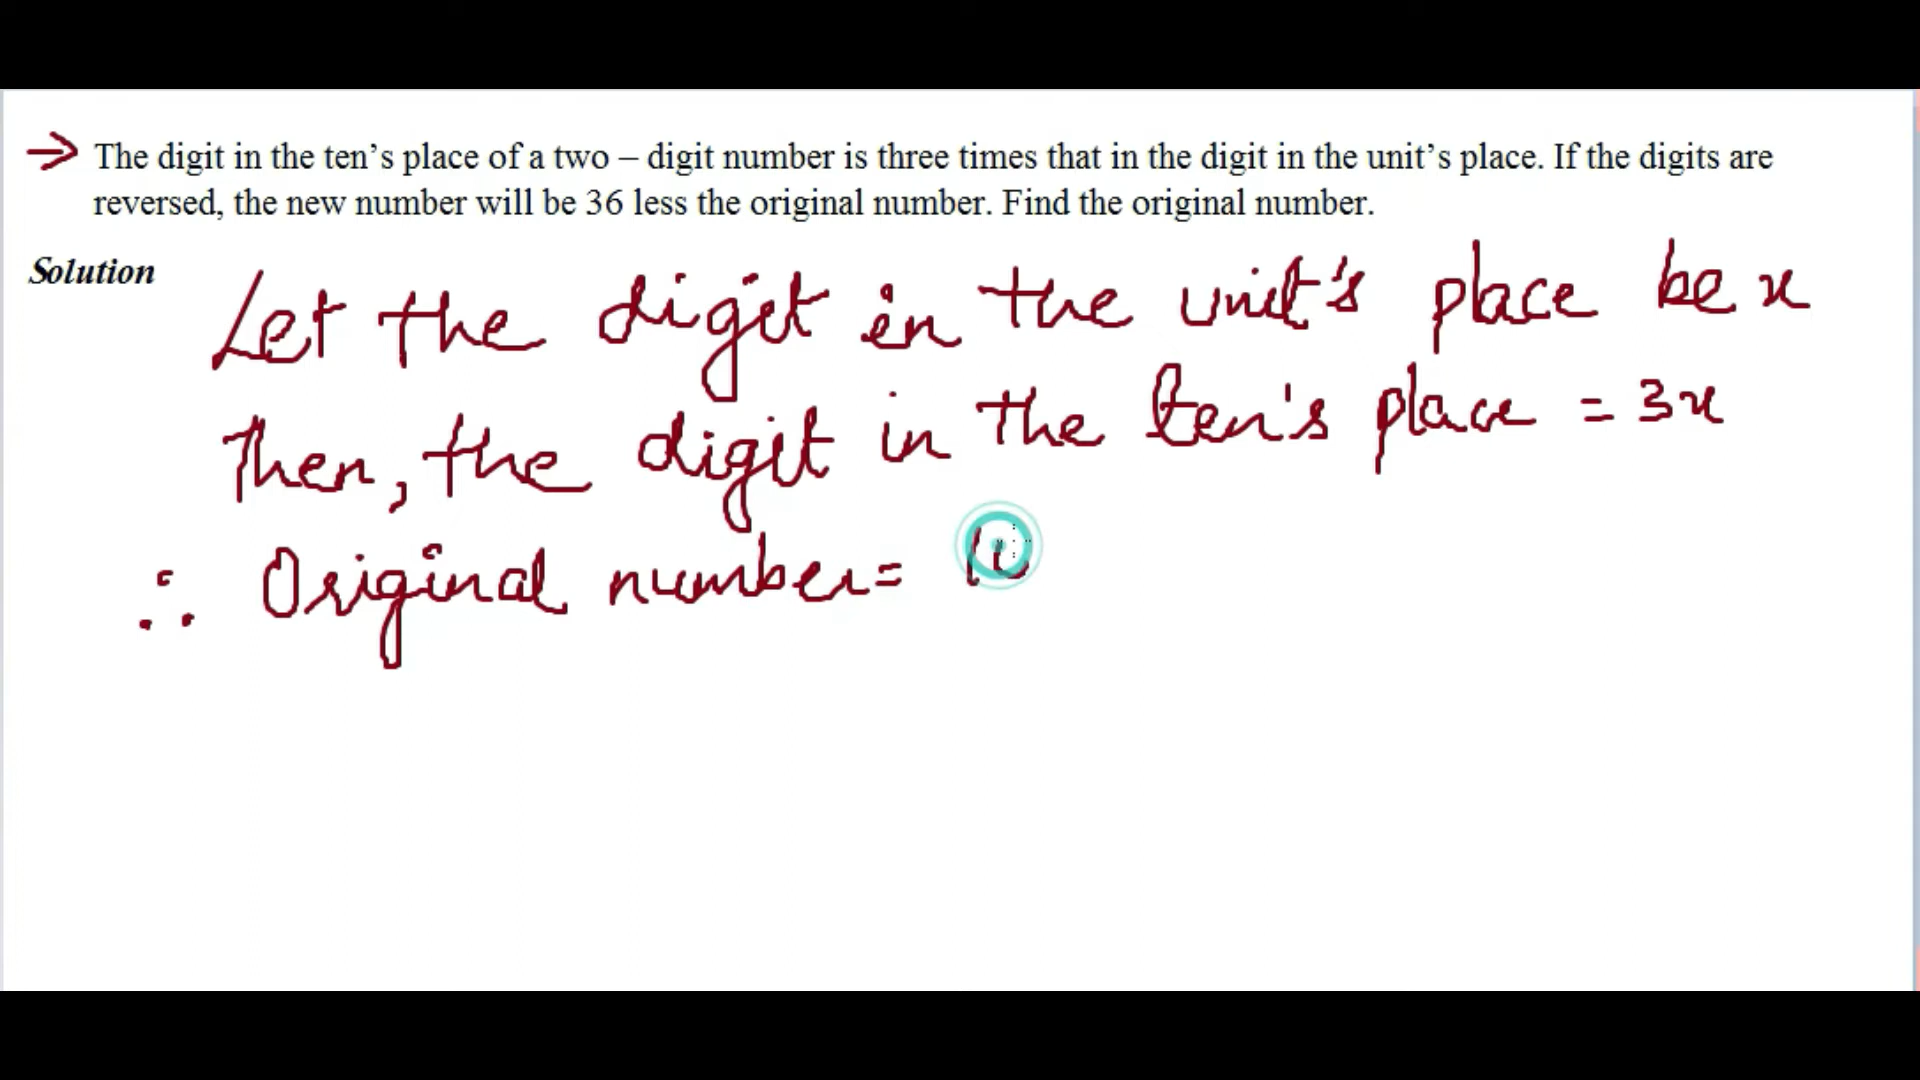 → The digit in the ten’s place of a two – digit number is three times that in the digit in the unit’s place. If the digits are
reversed, the new number will be 36 less the original number. Find the original number.
Solution
Let the digit in the unit's place be x
Then, the digit in the ten's place = 3x
∴ Original number = 10